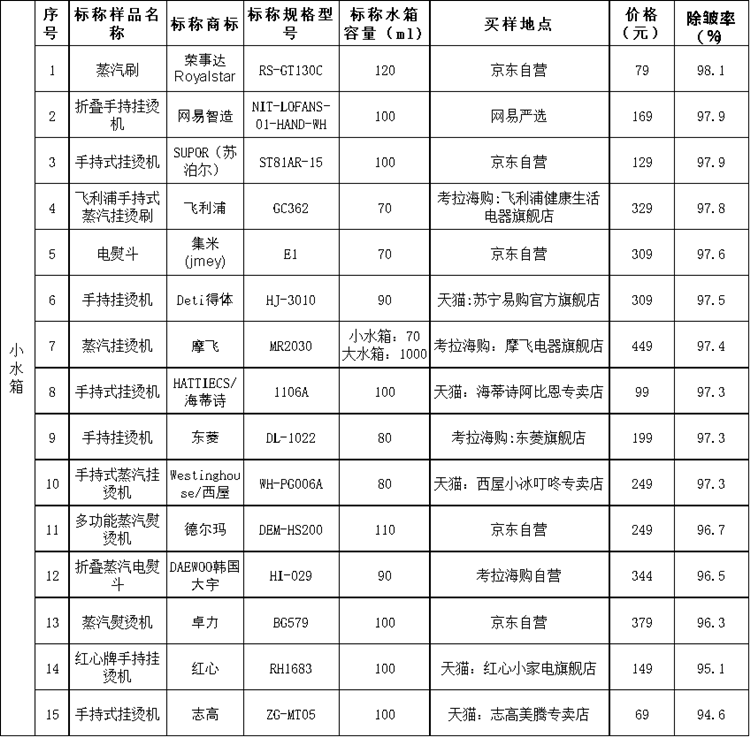 序号 标称样品名称 标称商标 标称规格型号 标称水箱容量（ml） 买样地点 价格（元） 除皱率（%）
小水箱
1 蒸汽刷 荣事达Royalstar RS-GT130C 120 京东自营 79 98.1
2 折叠手持挂烫机 网易智造 NIT-LOFANS-01-HAND-WH 100 网易严选 169 97.9
3 手持式挂烫机 SUPOR（苏泊尔） ST81AR-15 100 京东自营 129 97.9
4 飞利浦手持式蒸汽挂烫刷 飞利浦 GC362 70 考拉海购:飞利浦健康生活电器旗舰店 329 97.8
5 电熨斗 集米(jmey) E1 70 京东自营 309 97.6
6 手持挂烫机 Deti得体 HJ-3010 90 天猫:苏宁易购官方旗舰店 309 97.5
7 蒸汽挂烫机 摩飞 MR2030 小水箱：70大水箱：1000 考拉海购：摩飞电器旗舰店 449 97.4
8 手持式挂烫机 HATTIECS/海蒂诗 1106A 100 天猫：海蒂诗阿比恩专卖店 99 97.3
9 手持挂烫机 东菱 DL-1022 80 考拉海购:东菱旗舰店 199 97.3
10 手持式蒸汽挂烫机 Westinghouse/西屋 WH-PG006A 80 天猫：西屋小冰叮咚专卖店 249 97.3
11 多功能蒸汽熨烫机 德尔玛 DEM-HS200 110 京东自营 249 96.7
12 折叠蒸汽电熨斗 DAEWOO韩国大宇 HI-029 90 考拉海购自营 344 96.5
13 蒸汽熨烫机 卓力 BG579 100 京东自营 379 96.3
14 红心牌手持挂烫机 红心 RH1683 100 天猫：红心小家电旗舰店 149 95.1
15 手持式挂烫机 志高 ZG-MT05 100 天猫：志高美腾专卖店 69 94.6